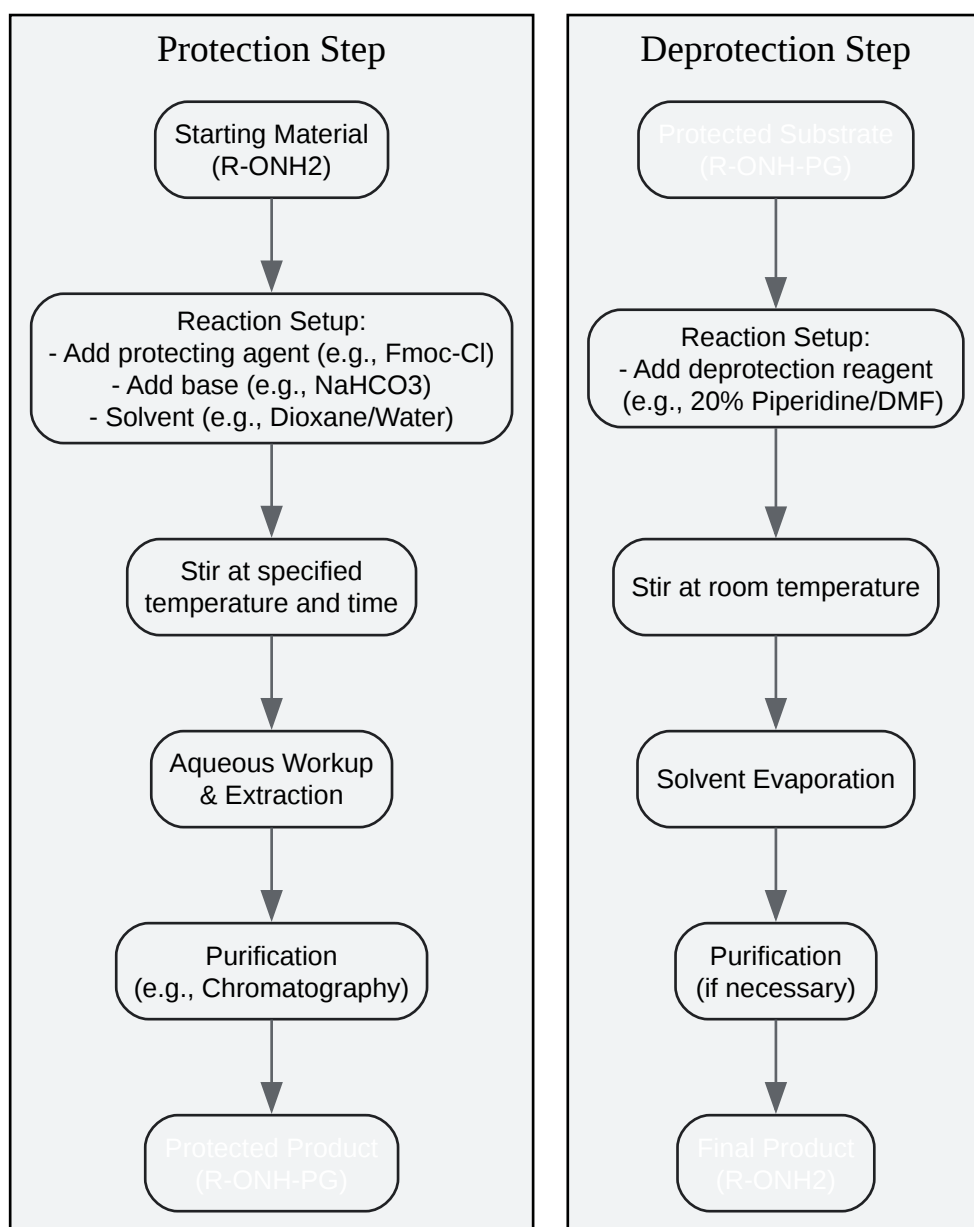 Protection Step
Starting Material
(R-ONH2)
Reaction Setup:
- Add protecting agent (e.g., Fmoc-Cl)
- Add base (e.g., NaHCO3)
- Solvent (e.g., Dioxane/Water)
Stir at specified
temperature and time
Aqueous Workup
& Extraction
Purification
(e.g., Chromatography)
Protected Product
(R-ONH-PG)
Deprotection Step
Protected Substrate
(R-ONH-PG)
Reaction Setup:
- Add deprotection reagent
(e.g., 20% Piperidine/DMF)
Stir at room temperature
Solvent Evaporation
Purification
(if necessary)
Final Product
(R-ONH2)